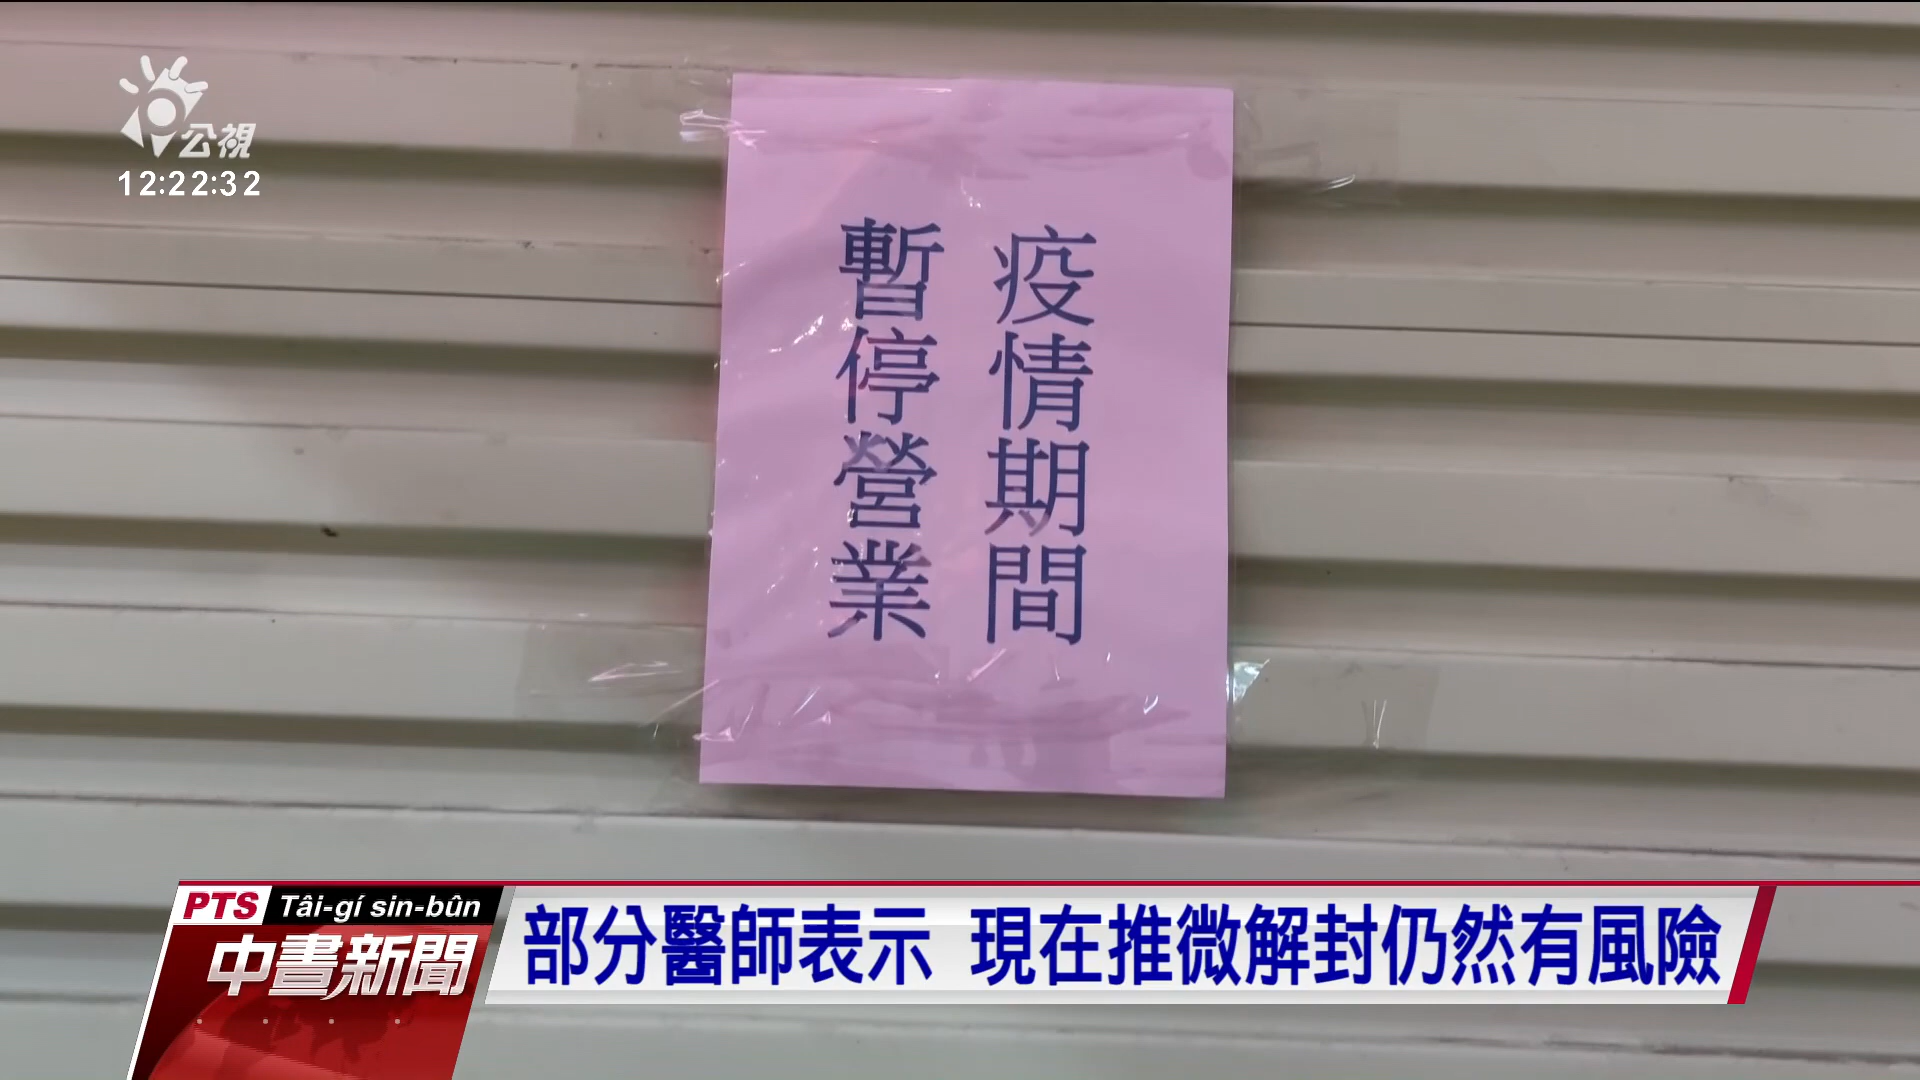 公視
12:22:32
疫情期間
暫停營業
PTS Tâi-gí sin-bûn
中晝新聞
部分醫師表示 現在推微解封仍然有風險